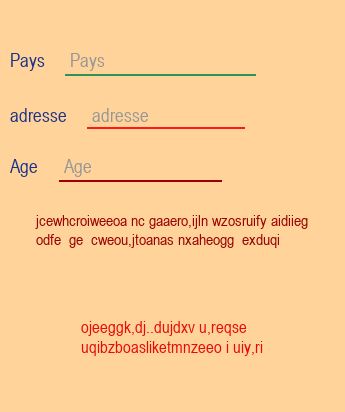 Pays Pays
adresse adresse
Age Age
jcewhcroiweeoa nc gaaero,ijln wzosruify aidiieg
odfe ge cweou,jtoanas nxaheogg exduqi
ojeeggk,dj..dujdxv u,reqse
uqibzboasliketmnzeeo i uiy,ri